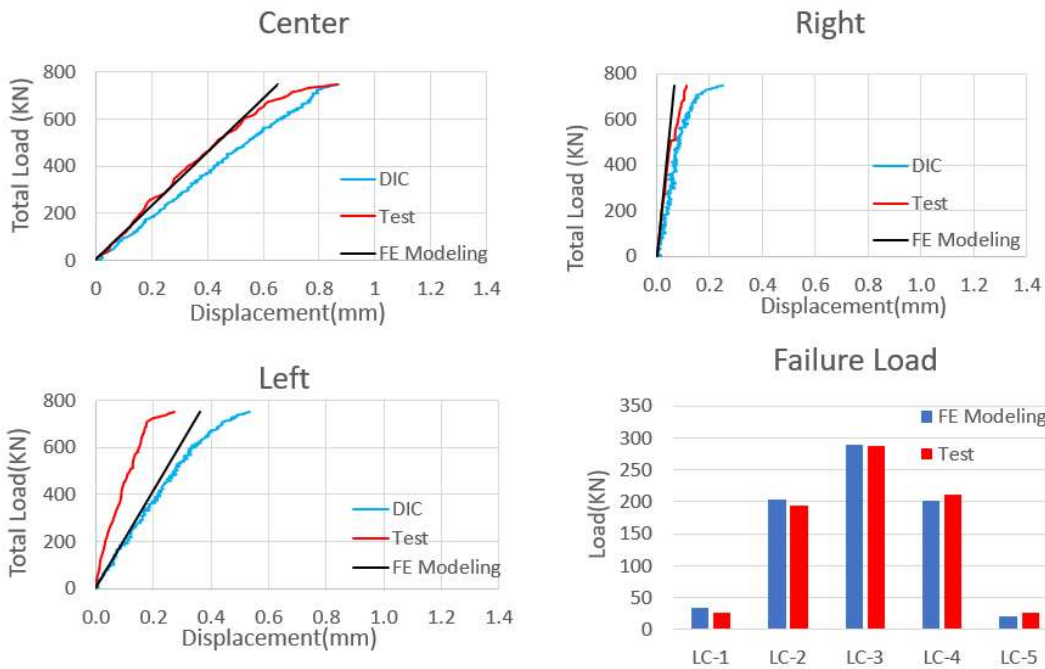 Center
Total Load (KN)
800
600
400
200
0
DIC
Test
FE Modeling
0 0.2 0.4 0.6 0.8 1 1.2 1.4
Displacement(mm)
Right
Total Load (KN)
800
600
400
200
0
DIC
Test
FE Modeling
0.0 0.2 0.4 0.6 0.8 1.0 1.2 1.4
Displacement(mm)
Left
Total Load(KN)
800
600
400
200
0
DIC
Test
FE Modeling
0.0 0.2 0.4 0.6 0.8 1.0 1.2 1.4
Displacement(mm)
Failure Load
Load(KN)
350
300
250
200
150
100
50
0
FE Modeling
Test
LC-1 LC-2 LC-3 LC-4 LC-5